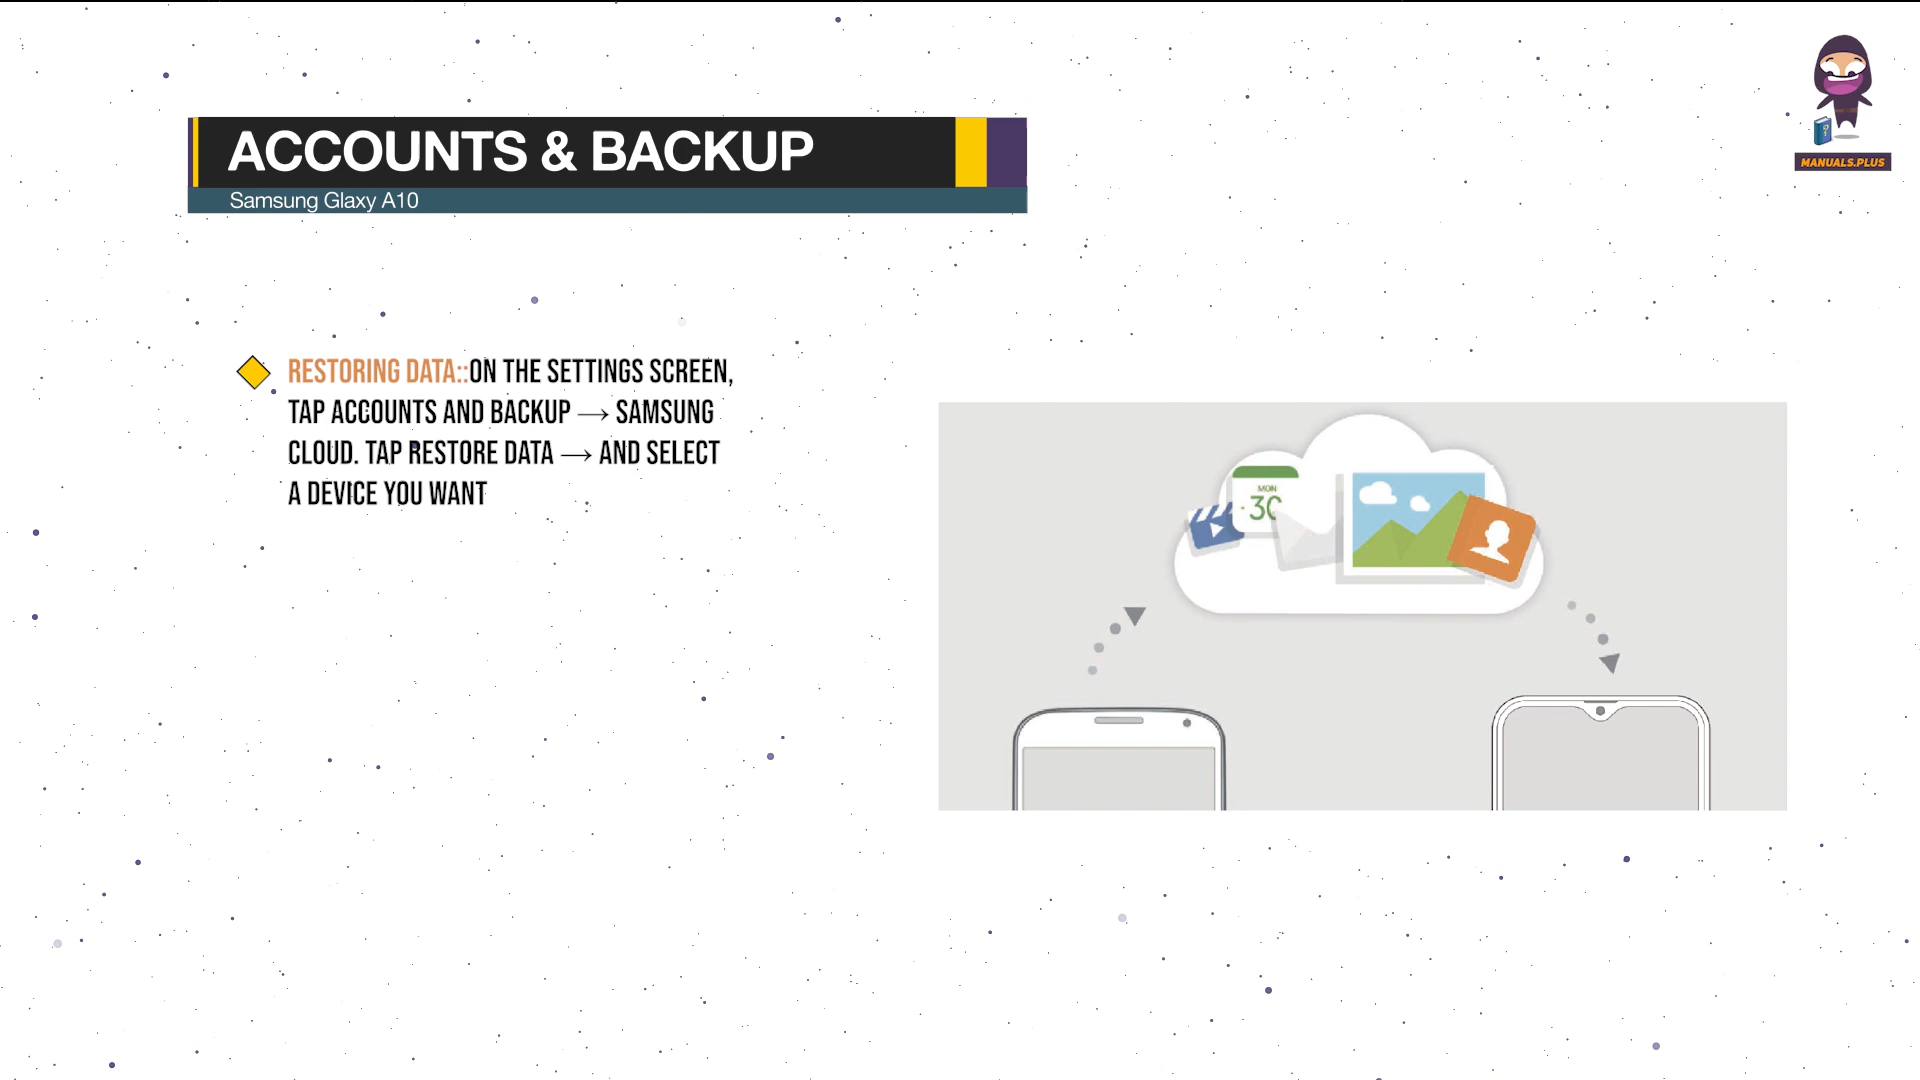 MANUALS.PLUS
ACCOUNTS & BACKUP
Samsung Glaxy A10
RESTORING DATA::ON THE SETTINGS SCREEN,
TAP ACCOUNTS AND BACKUP → SAMSUNG
CLOUD. TAP RESTORE DATA → AND SELECT
A DEVICE YOU WANT
MON
30